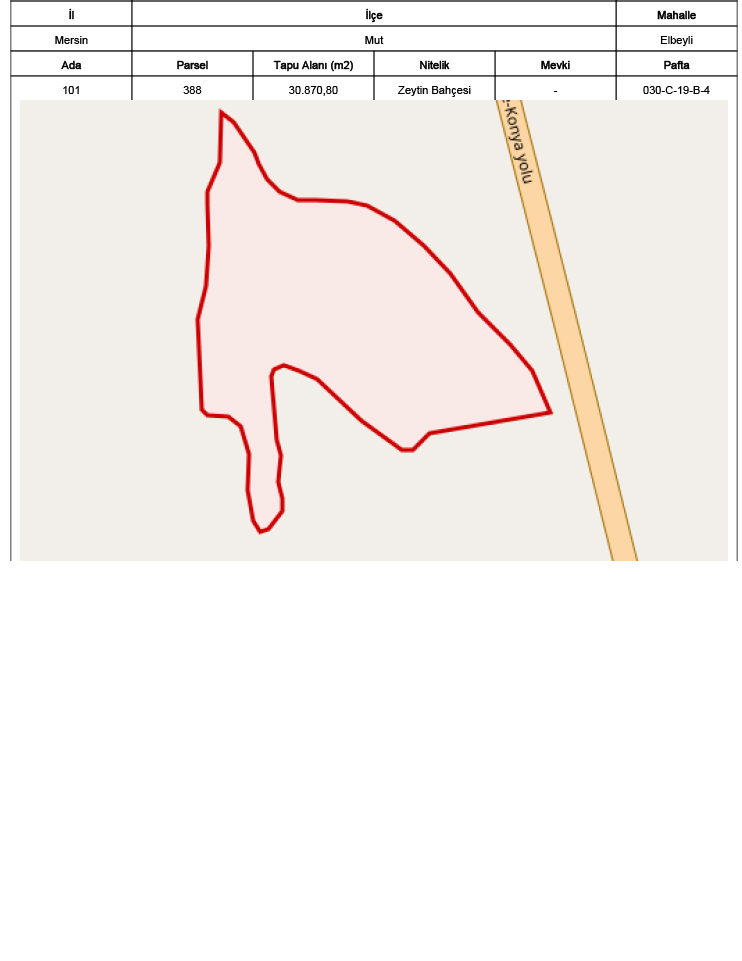 İl İlçe Mahalle
Mersin Mut Elbeyli
Ada Parsel Tapu Alanı (m2) Nitelik Mevki Pafta
101 388 30.870,80 Zeytin Bahçesi - 030-C-19-B-4
-Konya yolu